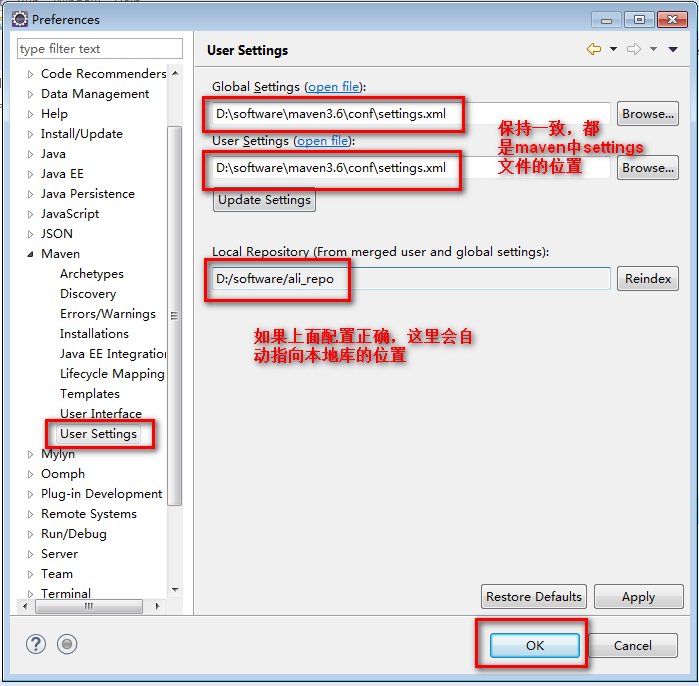 Preferences
type filter text
User Settings
Code Recommenders
Data Management
Help
Install/Update
Java
Java EE
Java Persistence
JavaScript
JSON
Maven
Archetypes
Discovery
Errors/Warnings
Installations
Java EE Integration
Lifecycle Mapping
Templates
User Interface
User Settings
Mylyn
Oomph
Plug-in Development
Remote Systems
Run/Debug
Server
Team
Terminal
Global Settings (open file):
D:\software\maven3.6\conf\settings.xml
Browse...
User Settings (open file):
D:\software\maven3.6\conf\settings.xml
Browse...
保持一致，都
是maven中settings
文件的位置
Update Settings
Local Repository (From merged user and global settings):
D:/software/ali_repo
Reindex
如果上面配置正确，这里会自
动指向本地库的位置
Restore Defaults
Apply
?
OK
Cancel